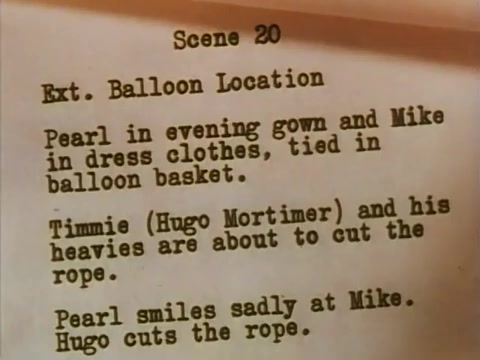 Scene 20
Ext. Balloon Location
Pearl in evening gown and Mike
in dress clothes, tied in
balloon basket.
Timmie (Hugo Mortimer) and his
heavies are about to cut the
rope.
Pearl smiles sadly at Mike.
Hugo cuts the rope.